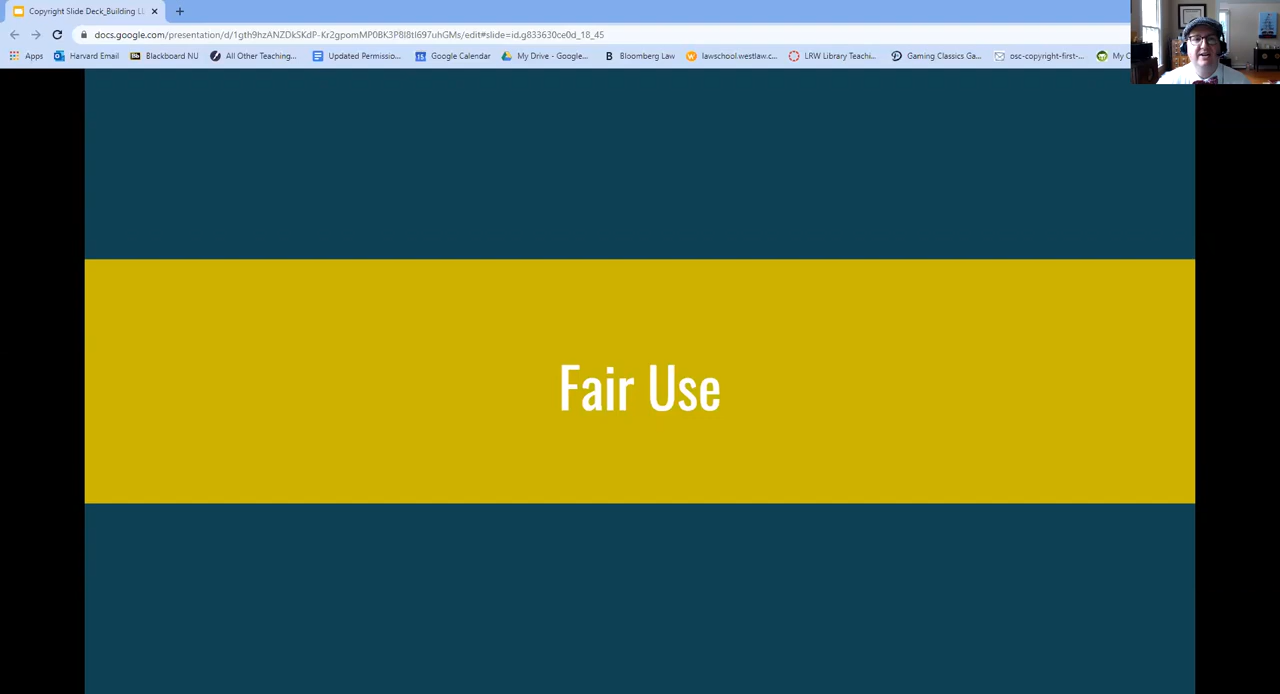 Copyright Slide Deck_Building LL
docs.google.com/presentation/d/1gth9hzANZDkSKdP-Kr2gpomMP0BK3P8I8tI697uhGMs/edit#slide=id.g833630ce0d_18_45
Apps Harvard Email Blackboard NU All Other Teaching... Updated Permissio... Google Calendar My Drive - Google... Bloomberg Law lawschool.westlaw.c... LRW Library Teachi... Gaming Classics Ga... osc-copyright-first-...
Fair Use